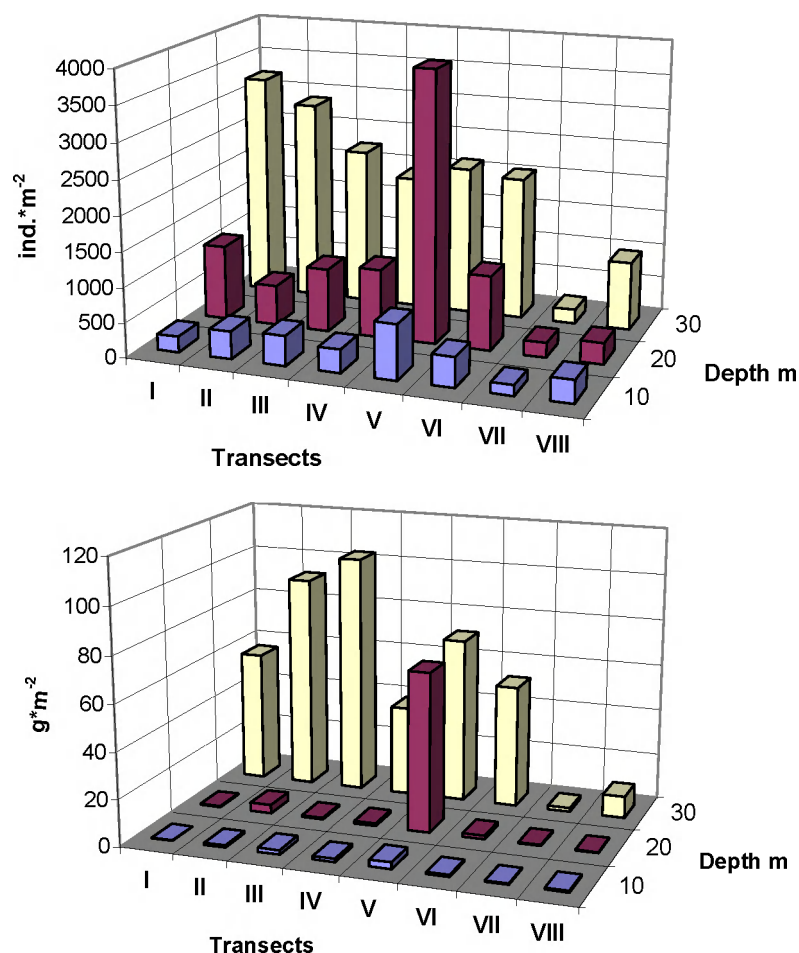 4000
3500
3000
2500
2000
1500
1000
500
0
ind.*m-2
I
II
III
IV
V
VI
VII
VIII
Transects
30
20
10
Depth m
120
100
80
60
40
20
0
g*m-2
I
II
III
IV
V
VI
VII
VIII
Transects
30
20
10
Depth m